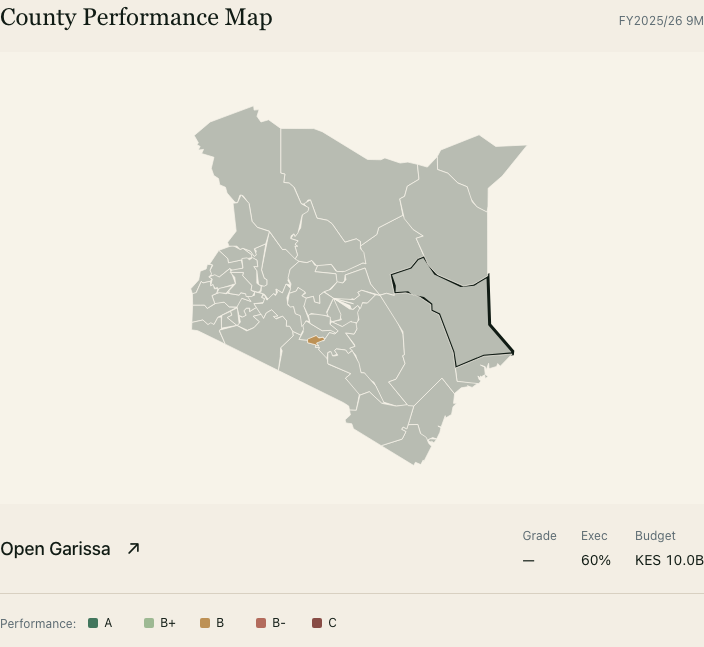 County Performance Map
FY2025/26 9M
Open Garissa
Grade Exec Budget
— 60% KES 10.0B
Performance: A B+ B B- C